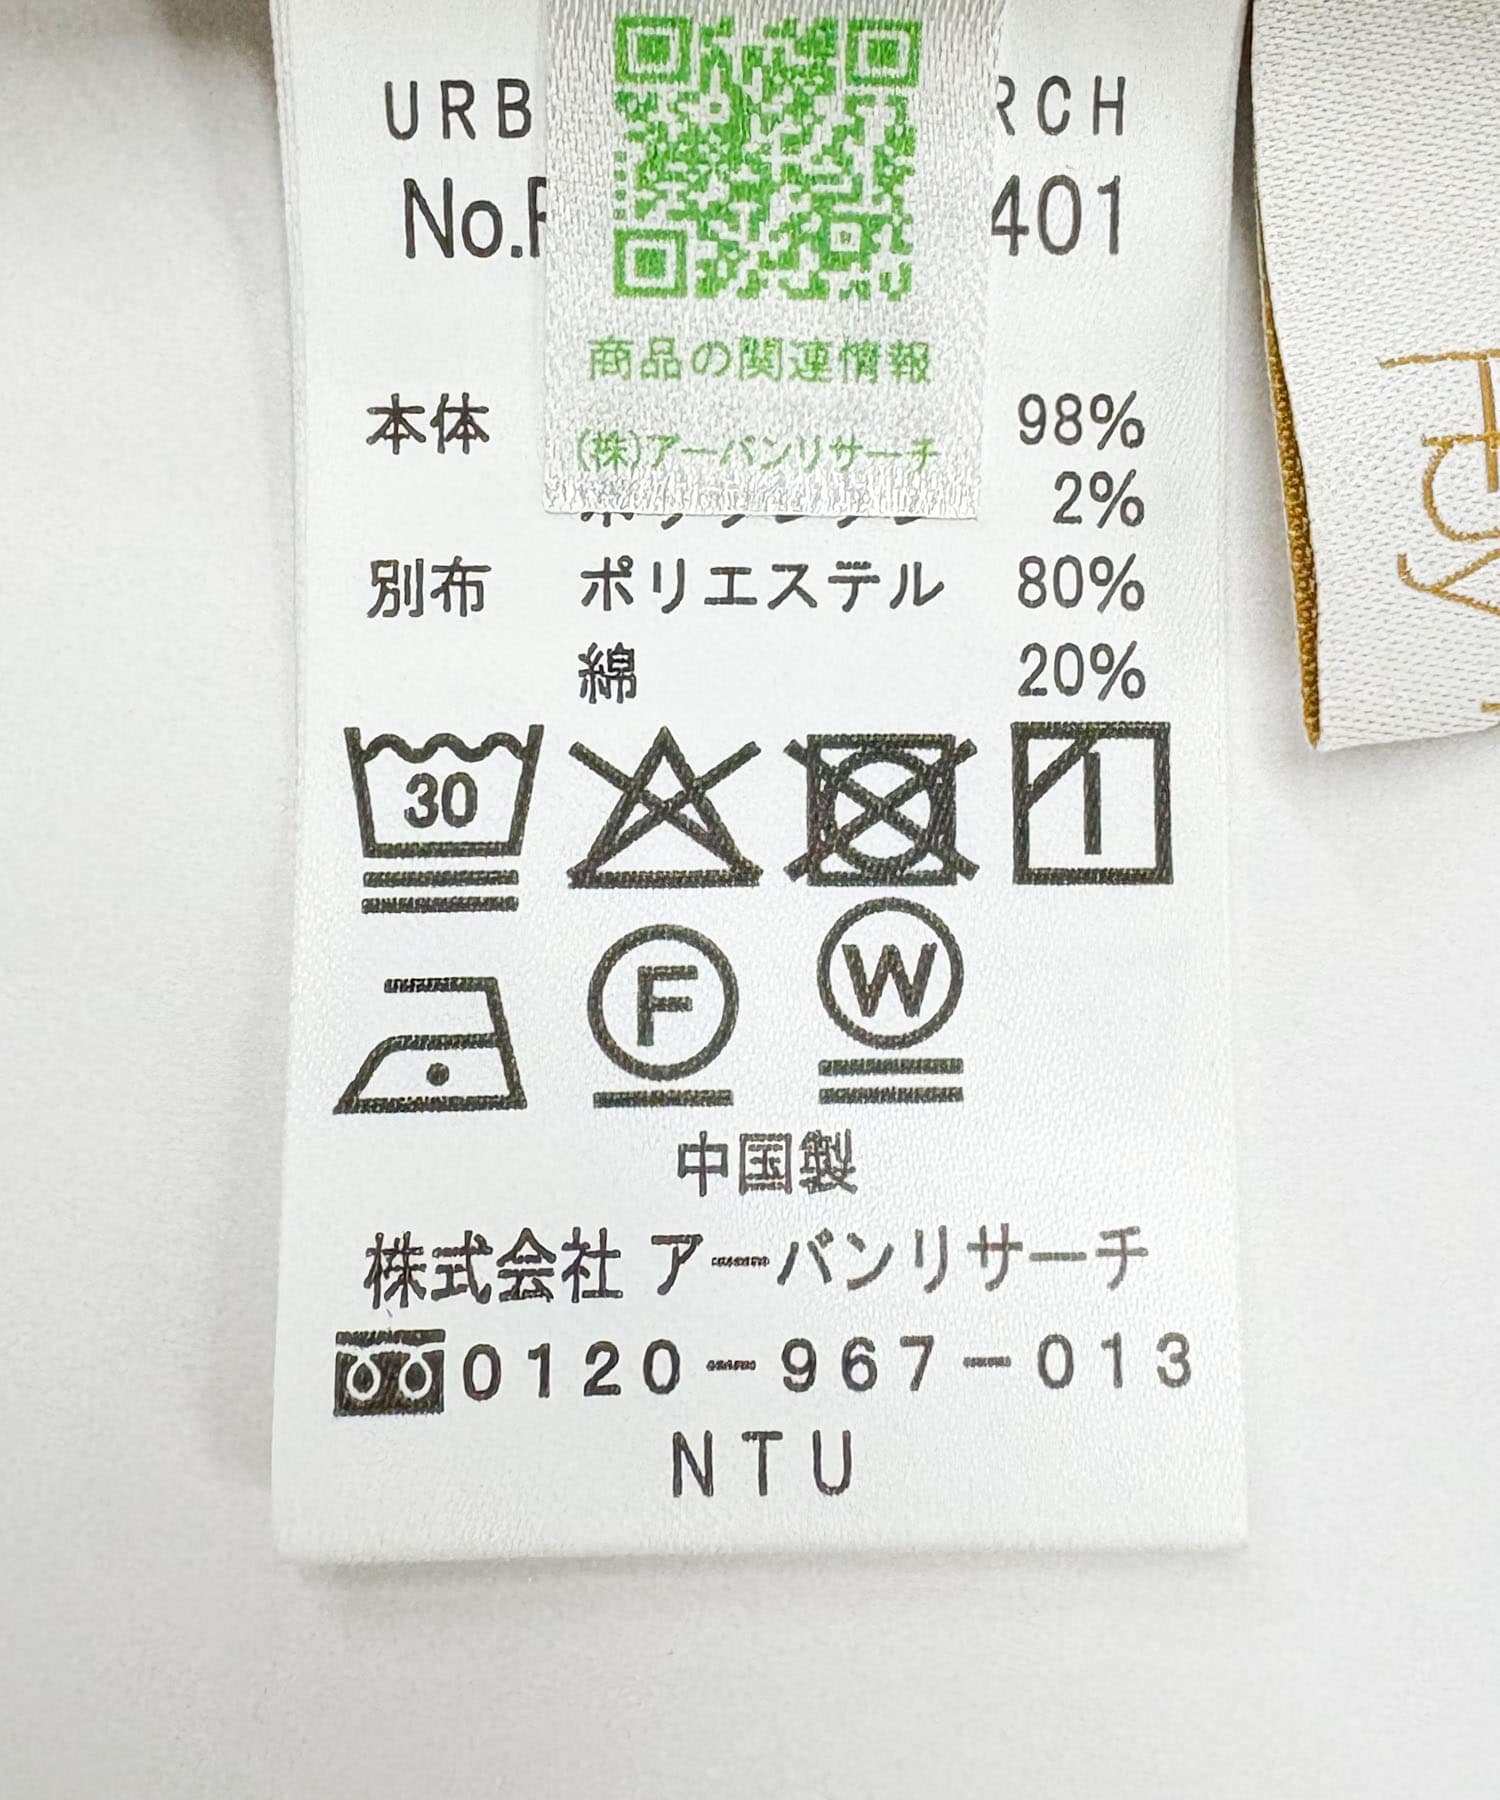 URB RCH
No. 401
商品の関連情報
(株)アーバンリサーチ
本体 98%
2%
別布 ポリエステル 80%
綿 20%
30
F W
中国製
株式会社 アーバンリサーチ
0120-967-013
NTU